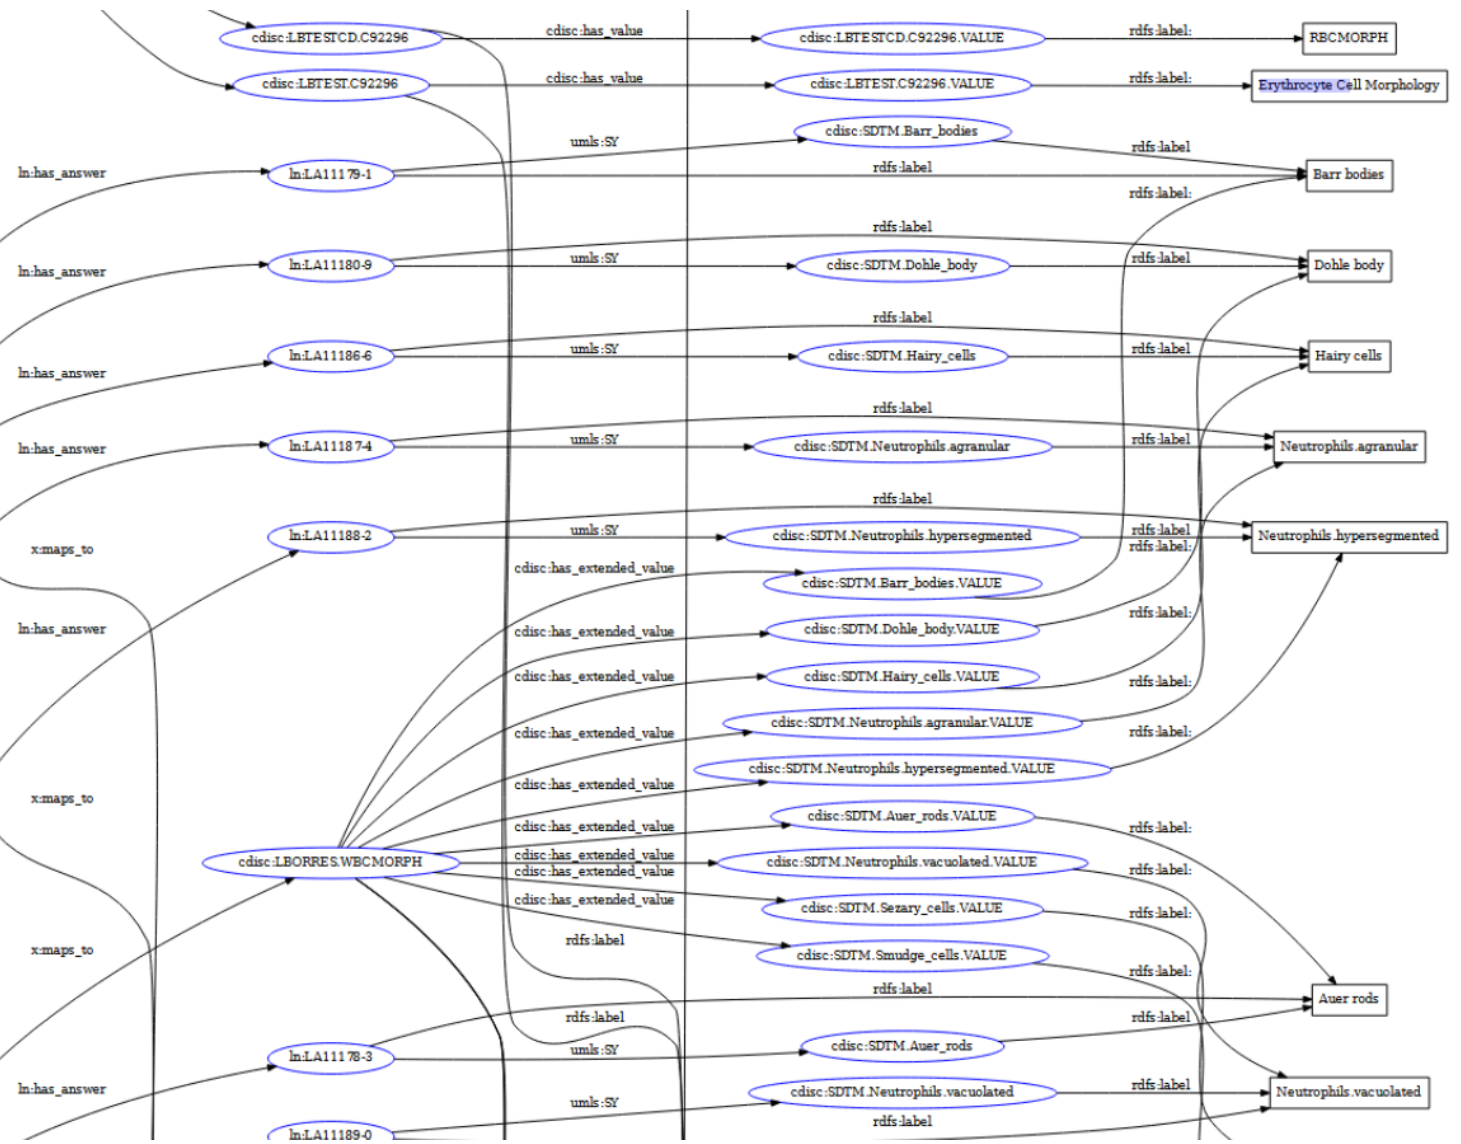 cdisc:LBTESTCD.C92296 cdisc:has_value cdisc:LBTESTCD.C92296.VALUE rdfs:label: RBCMORPH
cdisc:LBTEST.C92296 cdisc:has_value cdisc:LBTEST.C92296.VALUE rdfs:label: Erythrocyte Cell Morphology
umls:SY cdisc:SDTM.Barr_bodies rdfs:label
ln:has_answer ln:LA11179-1 rdfs:label Barr bodies
rdfs:label:
rdfs:label
ln:has_answer ln:LA11180-9 umls:SY cdisc:SDTM.Dohle_body rdfs:label Dohle body
rdfs:label
ln:has_answer ln:LA11186-6 umls:SY cdisc:SDTM.Hairy_cells rdfs:label Hairy cells
rdfs:label
ln:has_answer ln:LA11187-4 umls:SY cdisc:SDTM.Neutrophils.agranular rdfs:label Neutrophils.agranular
rdfs:label
x:maps_to ln:LA11188-2 umls:SY cdisc:SDTM.Neutrophils.hypersegmented rdfs:label Neutrophils.hypersegmented
rdfs:label:
cdisc:has_extended_value cdisc:SDTM.Barr_bodies.VALUE
rdfs:label:
ln:has_answer cdisc:has_extended_value cdisc:SDTM.Dohle_body.VALUE
cdisc:has_extended_value cdisc:SDTM.Hairy_cells.VALUE rdfs:label:
cdisc:has_extended_value cdisc:SDTM.Neutrophils.agranular.VALUE rdfs:label:
cdisc:has_extended_value cdisc:SDTM.Neutrophils.hypersegmented.VALUE
x:maps_to
cdisc:has_extended_value cdisc:SDTM.Auer_rods.VALUE rdfs:label:
cdisc:LBORRES.WBCMORPH cdisc:has_extended_value cdisc:SDTM.Neutrophils.vacuolated.VALUE rdfs:label:
cdisc:has_extended_value
cdisc:has_extended_value cdisc:SDTM.Sezary_cells.VALUE rdfs:label:
x:maps_to rdfs:label cdisc:SDTM.Smudge_cells.VALUE rdfs:label:
rdfs:label Auer rods
rdfs:label rdfs:label
ln:LA11178-3 umls:SY cdisc:SDTM.Auer_rods
ln:has_answer cdisc:SDTM.Neutrophils.vacuolated rdfs:label Neutrophils.vacuolated
umls:SY
rdfs:label
ln:LA11189-0